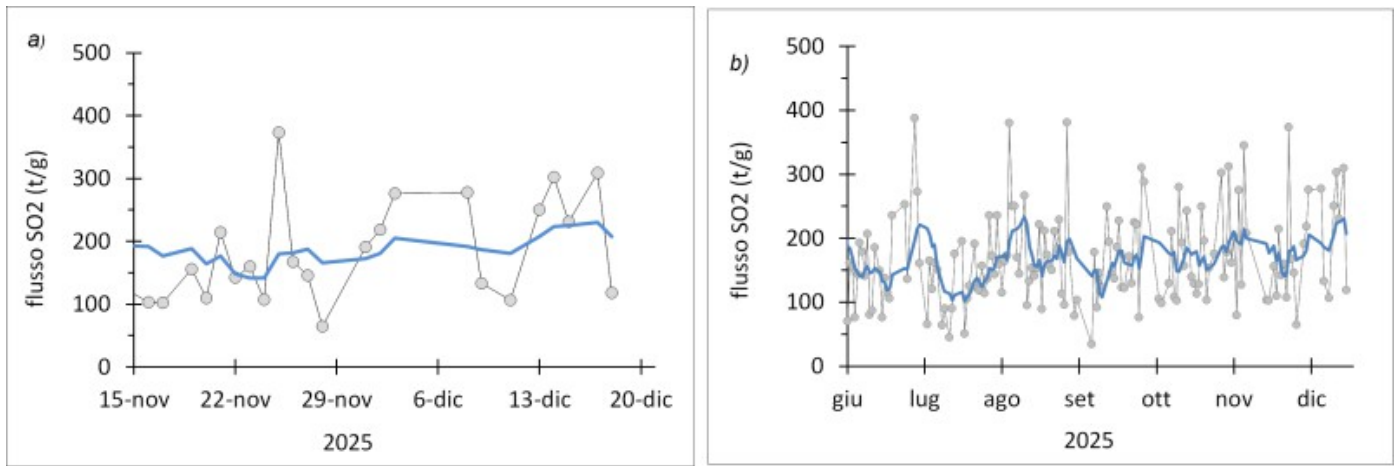 a)
500
400
300
200
100
0
flusso SO2 (t/g)
15-nov 22-nov 29-nov 6-dic 13-dic 20-dic
2025
b)
500
400
300
200
100
0
flusso SO2 (t/g)
giu lug ago set ott nov dic
2025